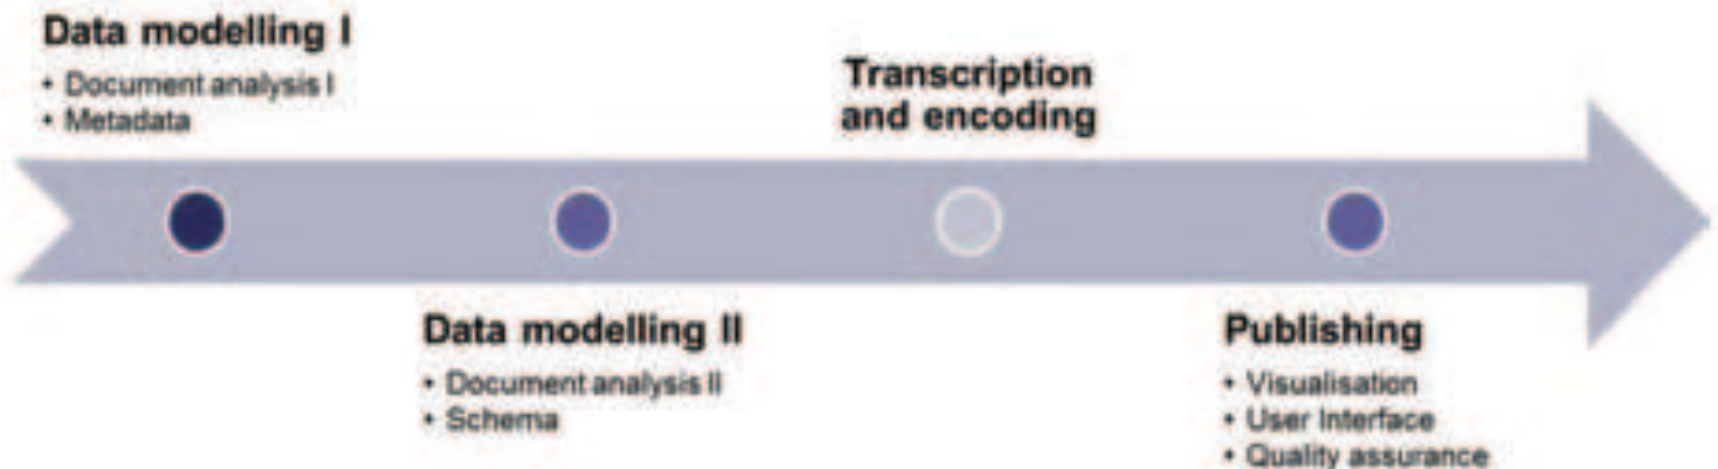 Data modelling I
• Document analysis I
• Metadata
Data modelling II
• Document analysis II
• Schema
Transcription
and encoding
Publishing
• Visualisation
• User Interface
• Quality assurance